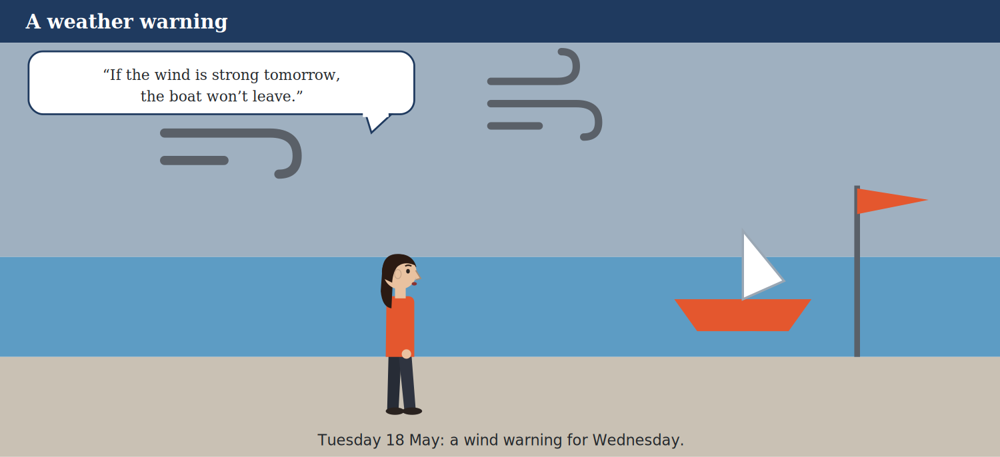 A weather warning
“If the wind is strong tomorrow,
the boat won’t leave.”
Tuesday 18 May: a wind warning for Wednesday.